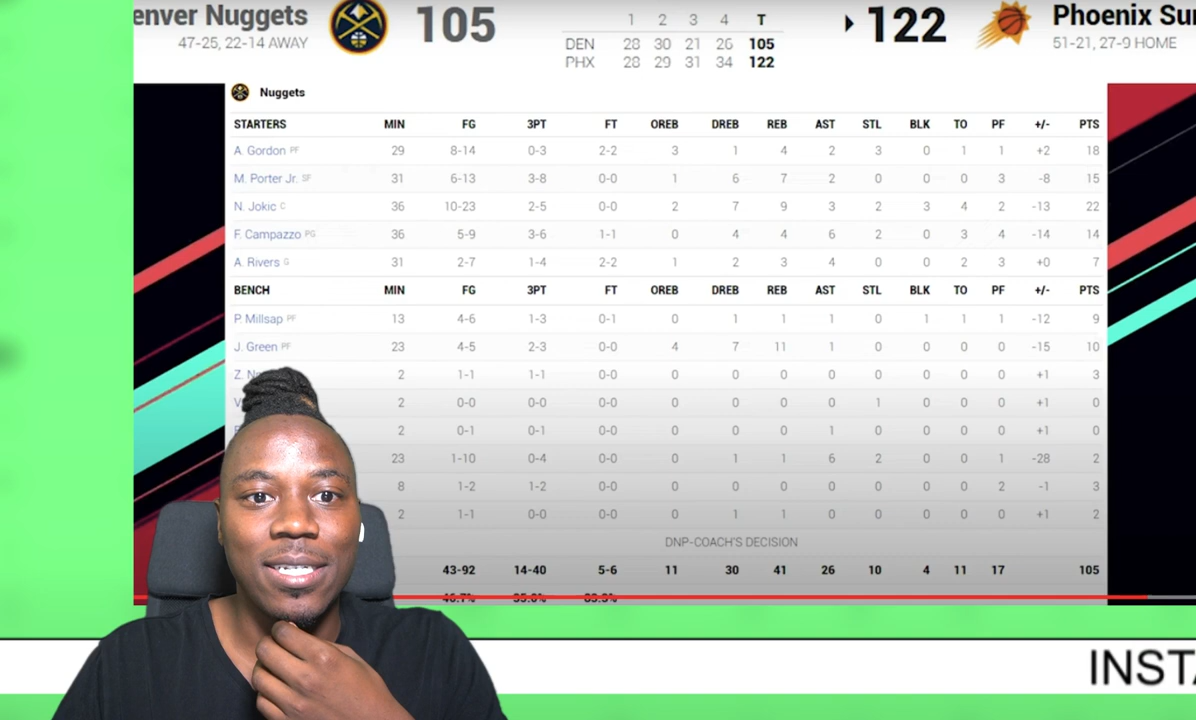 enver Nuggets 105 1 2 3 4 T 122 Phoenix Su
47-25, 22-14 AWAY DEN 28 30 21 26 105 51-21, 27-9 HOME
PHX 28 29 31 34 122
Nuggets
STARTERS MIN FG 3PT FT OREB DREB REB AST STL BLK TO PF +/- PTS
A. Gordon PF 29 8-14 0-3 2-2 3 1 4 2 3 0 1 1 +2 18
M. Porter Jr. SF 31 6-13 3-8 0-0 1 6 7 2 0 0 0 3 -8 15
N. Jokic C 36 10-23 2-5 0-0 2 7 9 3 2 3 4 2 -13 22
F. Campazzo PG 36 5-9 3-6 1-1 0 4 4 6 2 0 3 4 -14 14
A. Rivers G 31 2-7 1-4 2-2 1 2 3 4 0 0 2 3 +0 7
BENCH MIN FG 3PT FT OREB DREB REB AST STL BLK TO PF +/- PTS
P. Millsap PF 13 4-6 1-3 0-1 0 1 1 1 0 1 1 1 -12 9
J. Green PF 23 4-5 2-3 0-0 4 7 11 1 0 0 0 0 -15 10
Z. 2 1-1 1-1 0-0 0 0 0 0 0 0 0 0 +1 3
2 0-0 0-0 0-0 0 0 0 0 1 0 0 0 +1 0
2 0-1 0-1 0-0 0 0 0 1 0 0 0 0 +1 0
23 1-10 0-4 0-0 0 1 1 6 2 0 0 1 -28 2
8 1-2 1-2 0-0 0 0 0 0 0 0 0 2 -1 3
2 1-1 0-0 0-0 0 1 1 0 0 0 0 0 +1 2
DNP-COACH'S DECISION
43-92 14-40 5-6 11 30 41 26 10 4 11 17 105
46.7% 35.0% 83.3%
INSTA